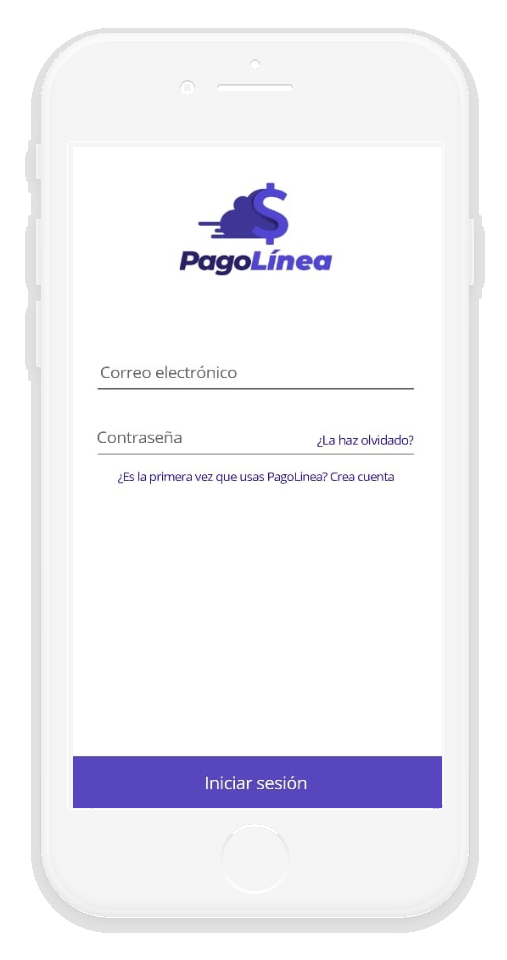 PagoLínea
Correo electrónico
Contraseña
¿La haz olvidado?
¿Es la primera vez que usas PagoLinea? Crea cuenta
Iniciar sesión